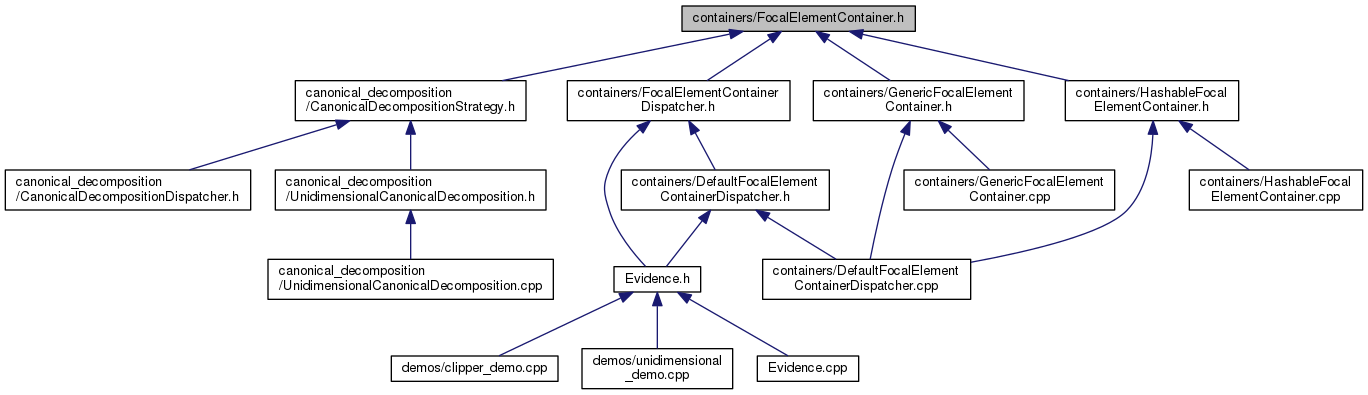 containers/FocalElementContainer.h
canonical_decomposition
/CanonicalDecompositionStrategy.h
containers/FocalElementContainer
Dispatcher.h
containers/GenericFocalElement
Container.h
containers/HashableFocal
ElementContainer.h
canonical_decomposition
/CanonicalDecompositionDispatcher.h
canonical_decomposition
/UnidimensionalCanonicalDecomposition.h
containers/DefaultFocalElement
ContainerDispatcher.h
containers/GenericFocalElement
Container.cpp
containers/HashableFocal
ElementContainer.cpp
canonical_decomposition
/UnidimensionalCanonicalDecomposition.cpp
Evidence.h
containers/DefaultFocalElement
ContainerDispatcher.cpp
demos/clipper_demo.cpp
demos/unidimensional
_demo.cpp
Evidence.cpp